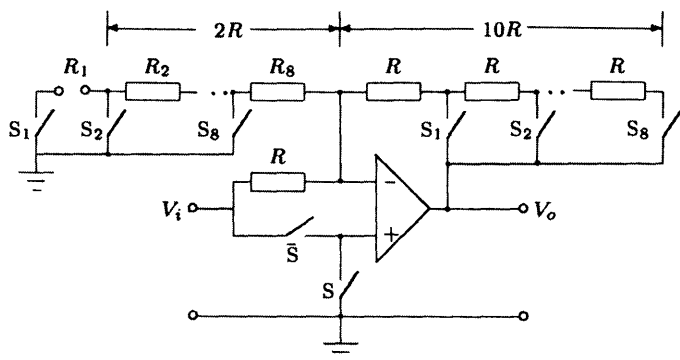 2R 10R
R₁ R₂ R₈ R R R
S₁ S₂ S₈ S₁ S₂ S₈
R
−
Vᵢ Vₒ
+
S̄
S